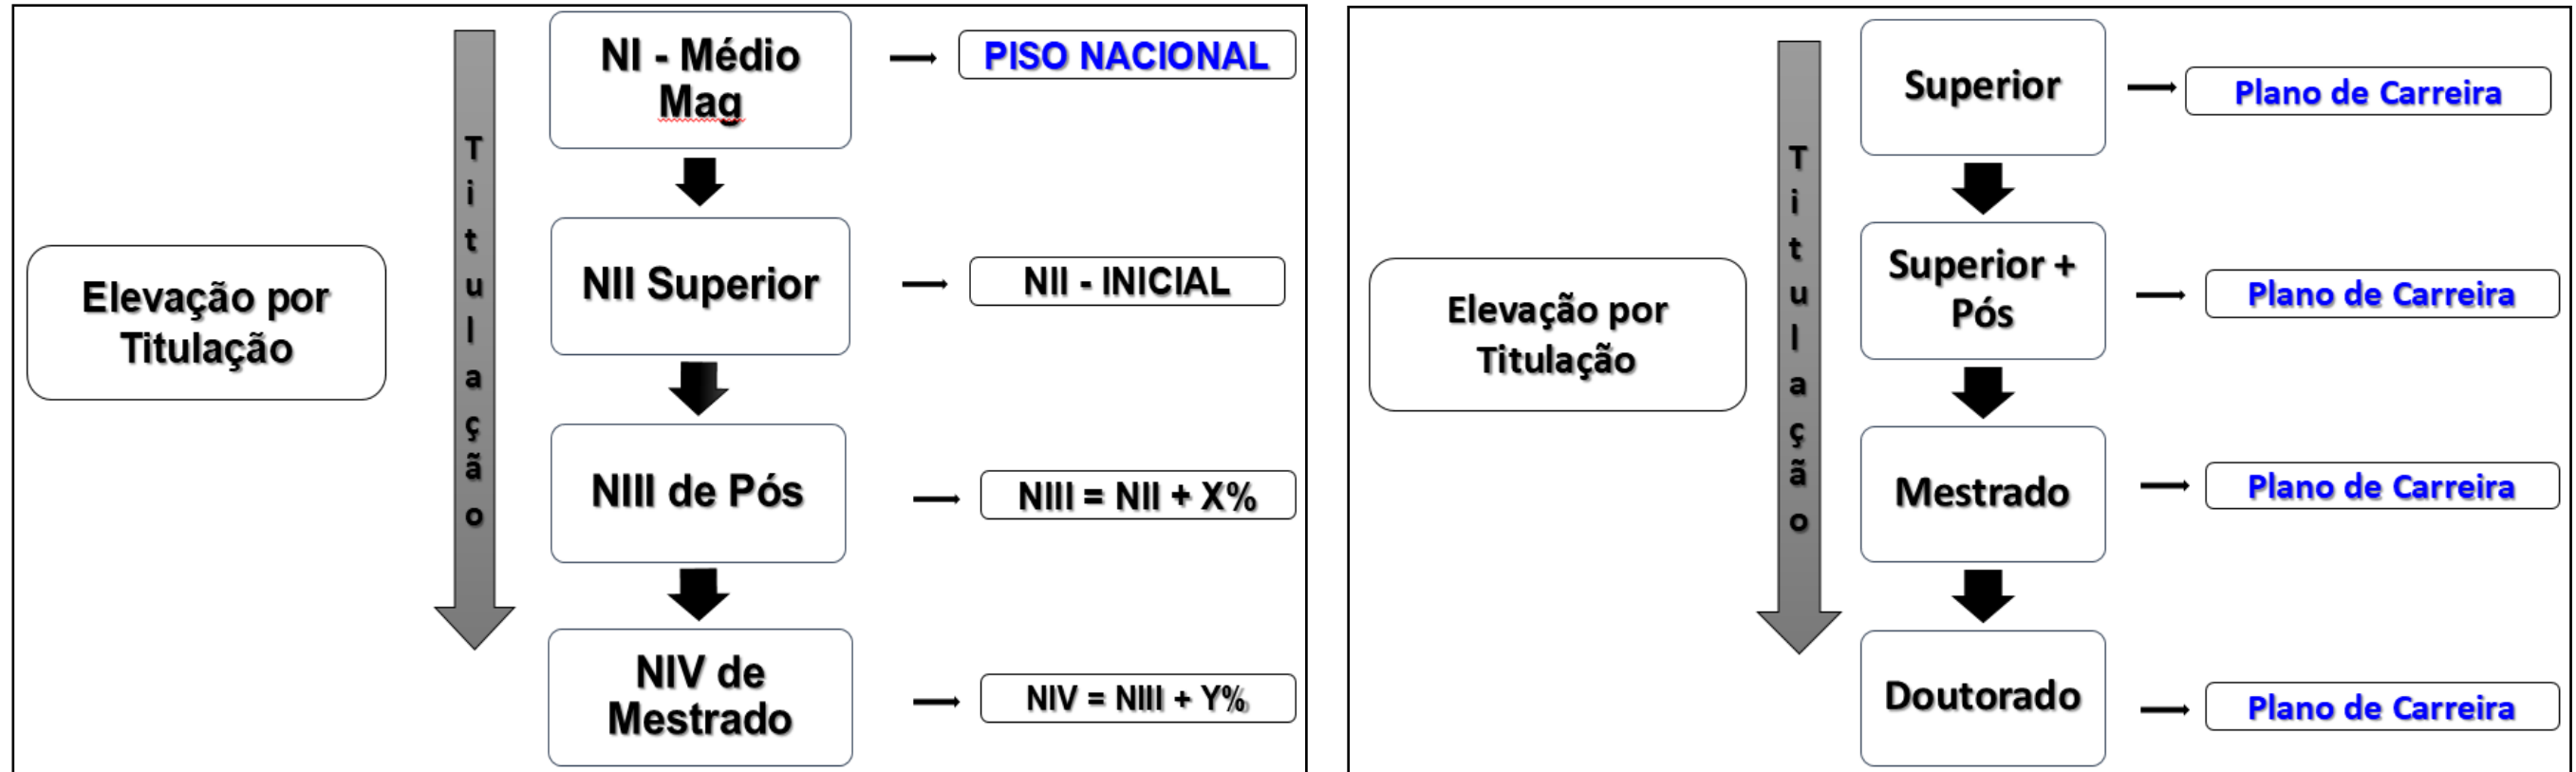 Elevação por
Titulação
Titulação
NI - Médio
Mag
PISO NACIONAL
NII Superior
NII - INICIAL
NIII de Pós
NIII = NII + X%
NIV de
Mestrado
NIV = NIII + Y%
Elevação por
Titulação
Titulação
Superior
Plano de Carreira
Superior +
Pós
Plano de Carreira
Mestrado
Plano de Carreira
Doutorado
Plano de Carreira